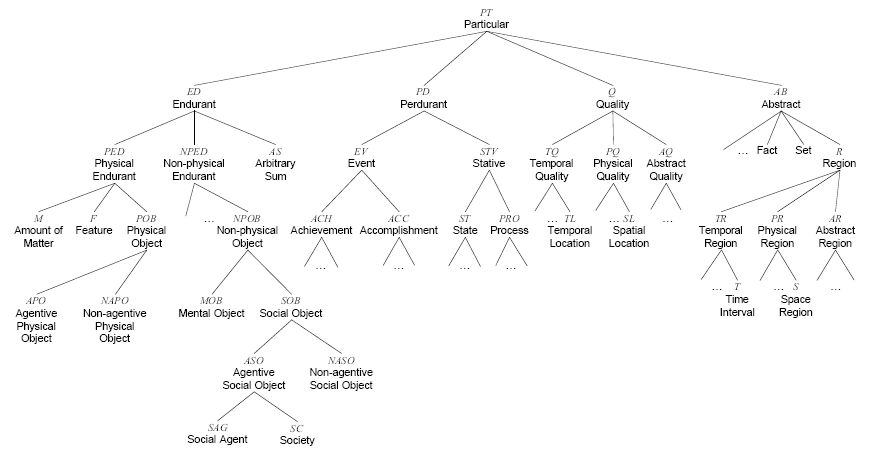 PT
Particular
ED PD Q AB
Endurant Perdurant Quality Abstract
PED NPED AS EV STV TQ PQ AQ ... Fact Set R
Physical Non-physical Arbitrary Event Stative Temporal Physical Abstract Region
Endurant Endurant Sum Quality Quality Quality
M F POB ... NPOB ACH ACC ST PRO ... TL ... SL ... TR PR AR
Amount of Feature Physical Non-physical Achievement Accomplishment State Process Temporal Spatial Temporal Physical Abstract
Matter Object Object Location Location Region Region Region
... ... ... ...
APO NAPO MOB SOB ... T ... S ...
Agentive Non-agentive Mental Object Social Object Time Space
Physical Physical Interval Region
Object Object
ASO NASO
Agentive Non-agentive
Social Object Social Object
SAG SC
Social Agent Society